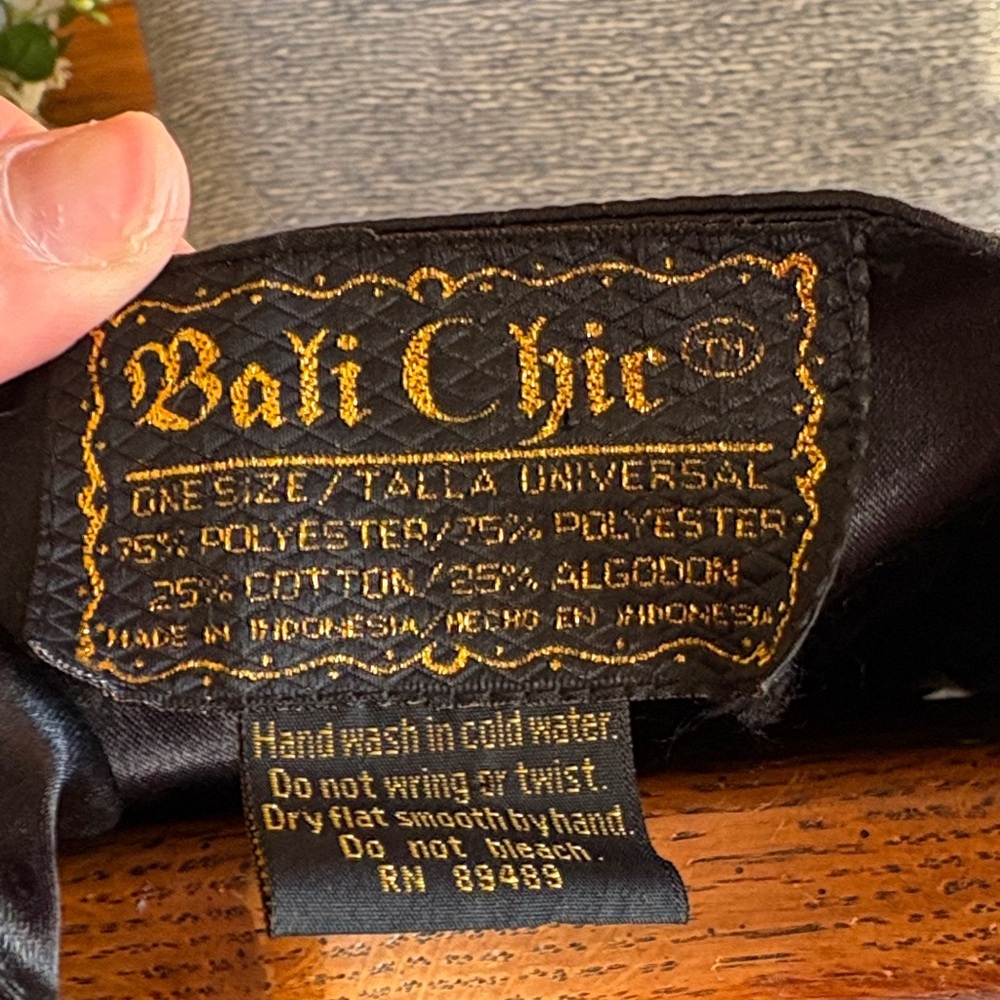 Bali Chic TM
ONE SIZE / TALLA UNIVERSAL
75% POLYESTER / 75% POLYESTER
25% COTTON / 25% ALGODON
MADE IN INDONESIA / HECHO EN INDONESIA
Hand wash in cold water.
Do not wring or twist.
Dry flat smooth by hand.
Do not bleach.
RN 89489